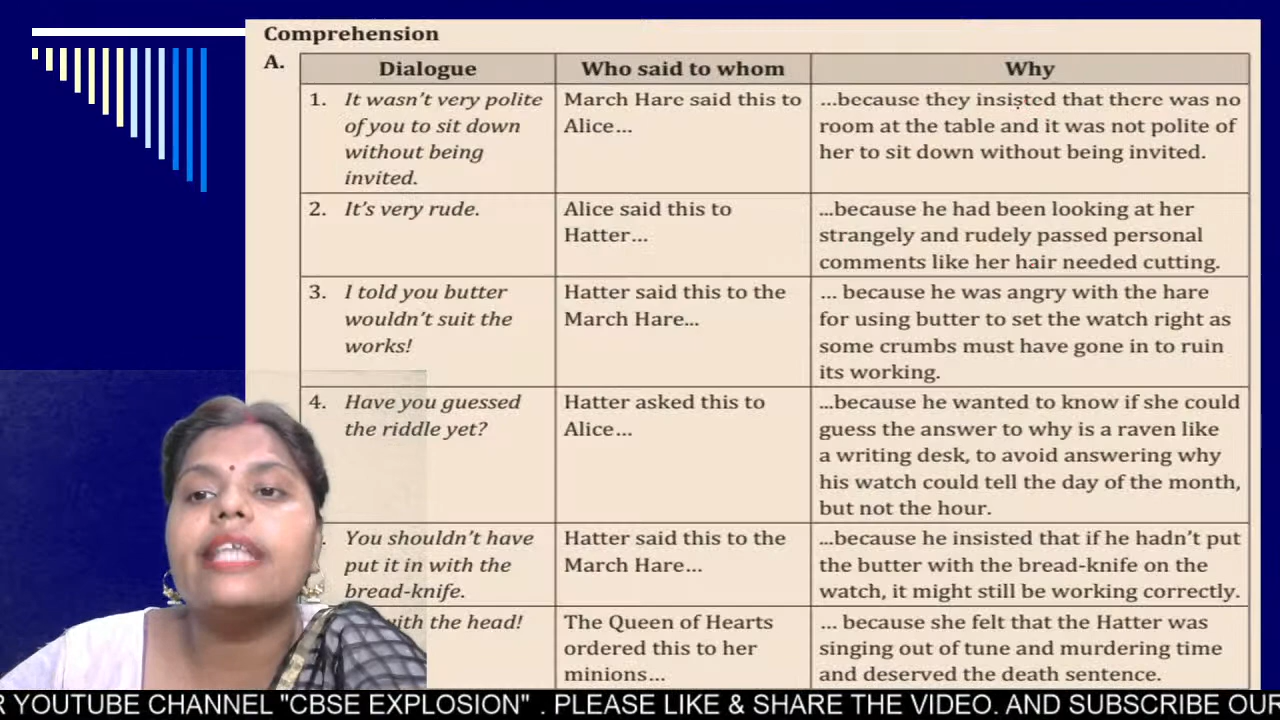 Comprehension
A.
Dialogue Who said to whom Why
1. It wasn't very polite
of you to sit down
without being
invited.
March Hare said this to
Alice...
...because they insisted that there was no
room at the table and it was not polite of
her to sit down without being invited.
2. It's very rude.
Alice said this to
Hatter...
...because he had been looking at her
strangely and rudely passed personal
comments like her hair needed cutting.
3. I told you butter
wouldn't suit the
works!
Hatter said this to the
March Hare...
... because he was angry with the hare
for using butter to set the watch right as
some crumbs must have gone in to ruin
its working.
4. Have you guessed
the riddle yet?
Hatter asked this to
Alice...
...because he wanted to know if she could
guess the answer to why is a raven like
a writing desk, to avoid answering why
his watch could tell the day of the month,
but not the hour.
You shouldn't have
put it in with the
bread-knife.
Hatter said this to the
March Hare...
...because he insisted that if he hadn't put
the butter with the bread-knife on the
watch, it might still be working correctly.
with the head!
The Queen of Hearts
ordered this to her
minions...
... because she felt that the Hatter was
singing out of tune and murdering time
and deserved the death sentence.
R YOUTUBE CHANNEL "CBSE EXPLOSION" . PLEASE LIKE & SHARE THE VIDEO. AND SUBSCRIBE OUR